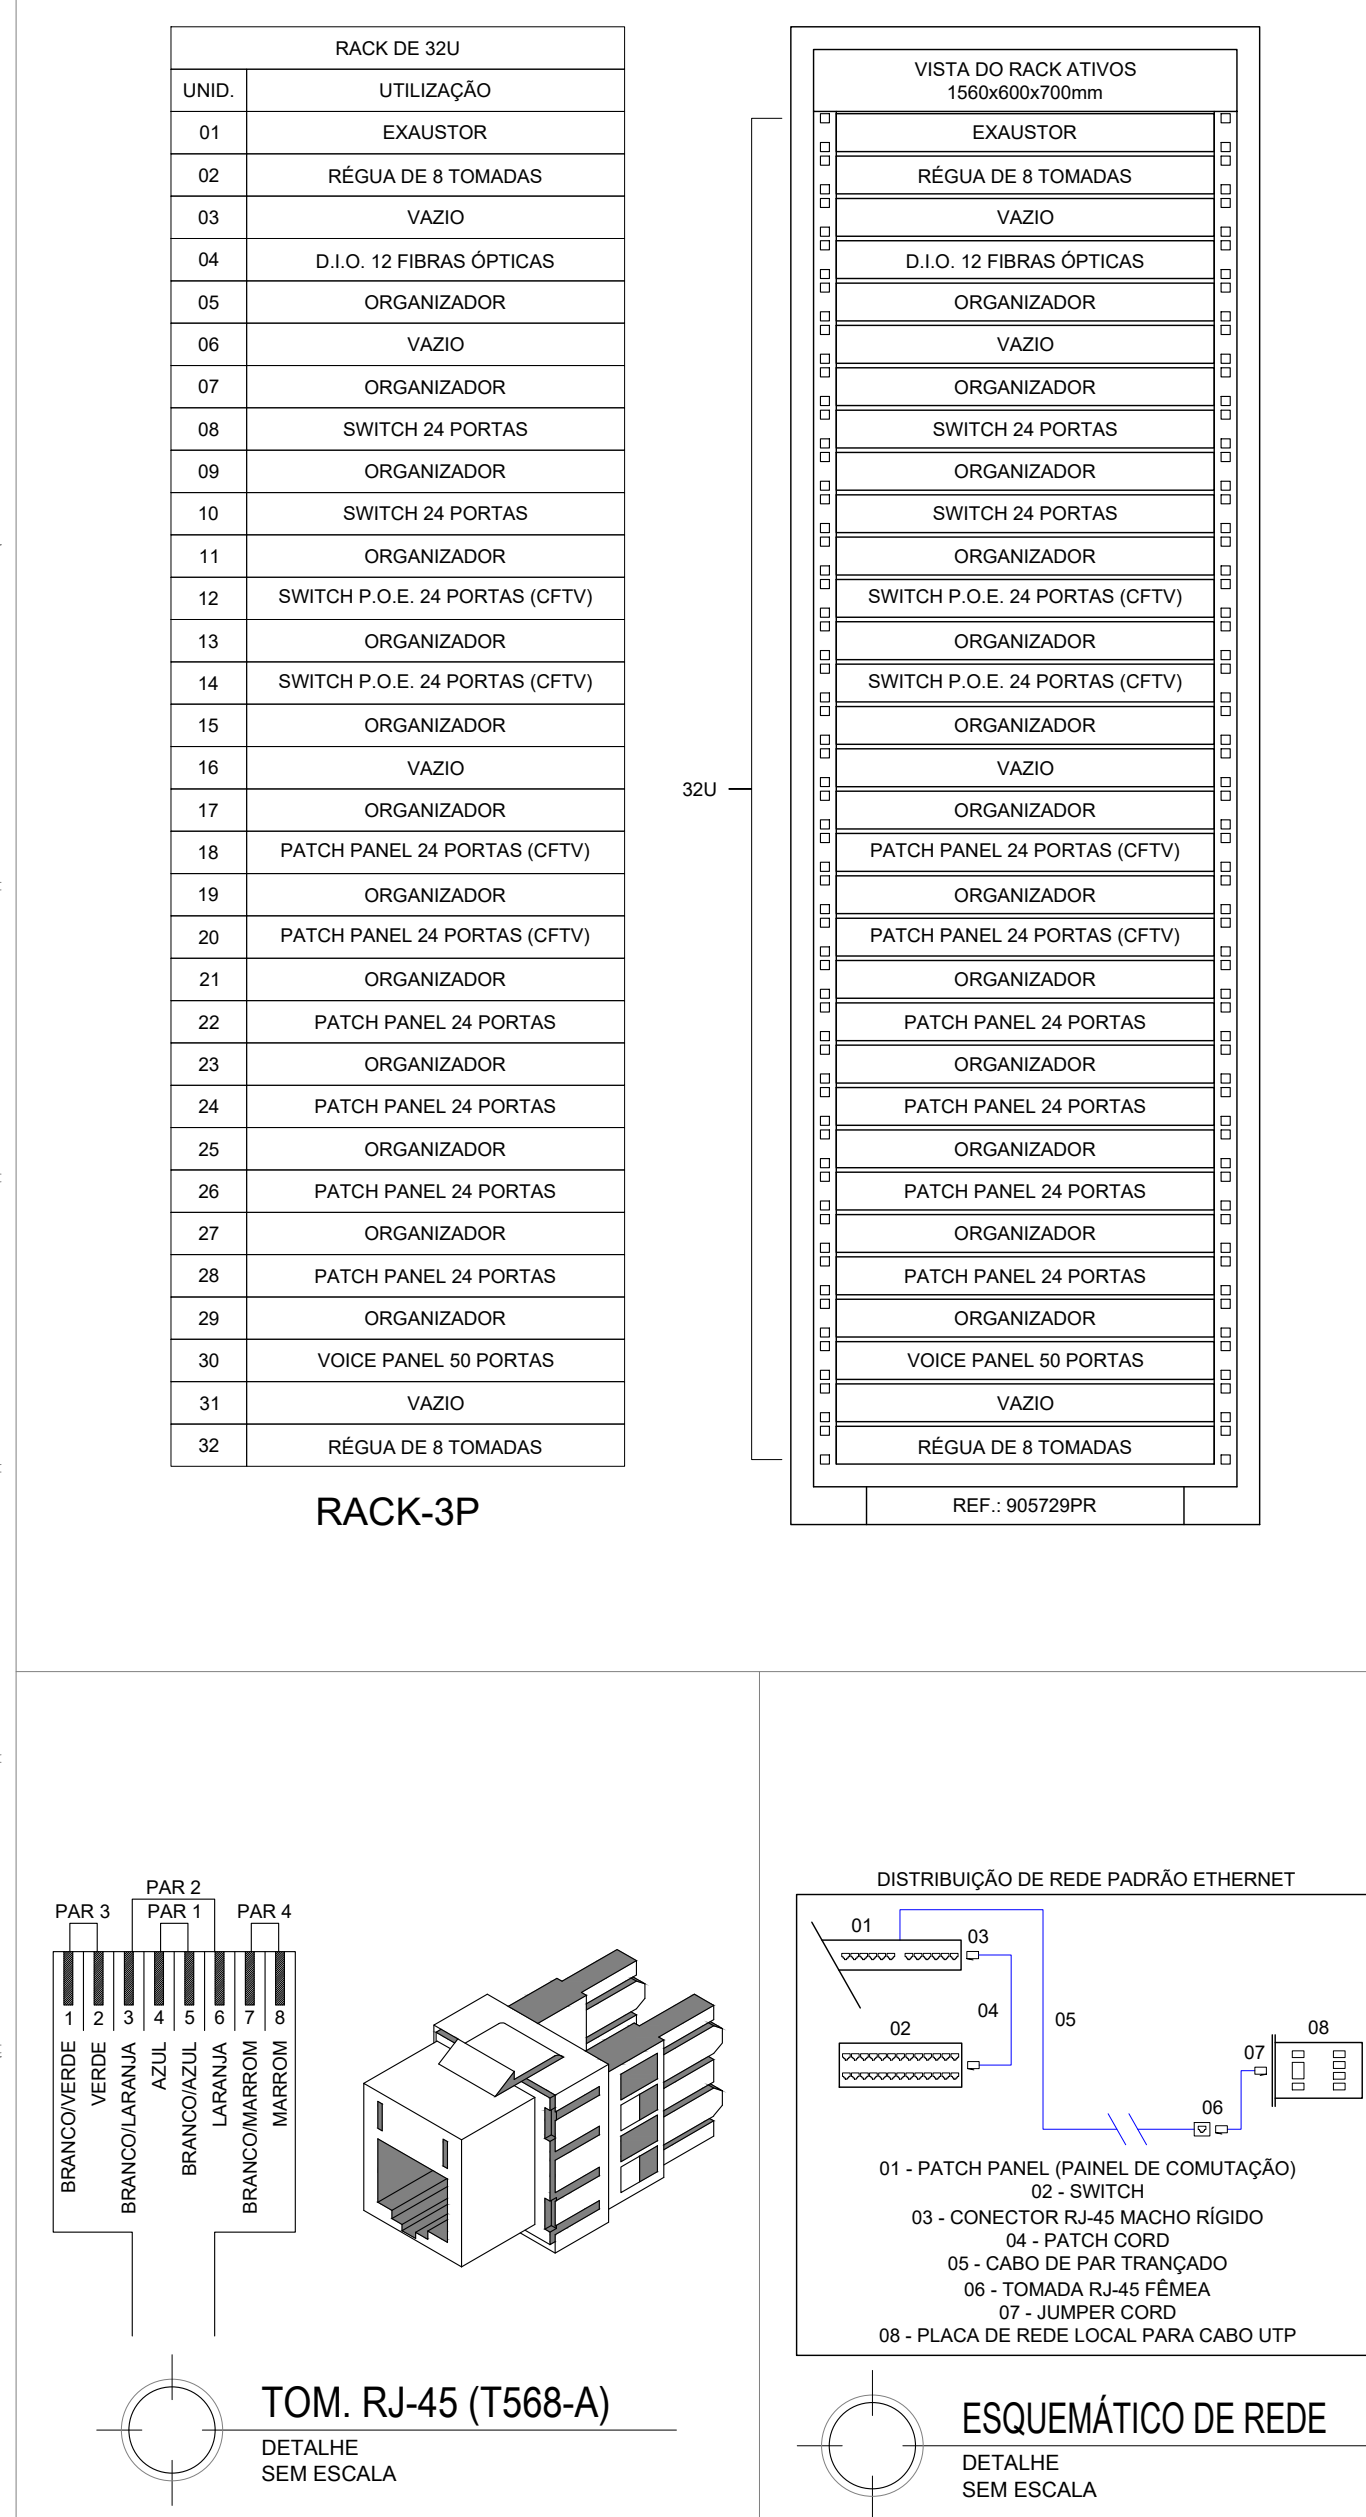 RACK DE 32U
UNID. UTILIZAÇÃO
01 EXAUSTOR
02 RÉGUA DE 8 TOMADAS
03 VAZIO
04 D.I.O. 12 FIBRAS ÓPTICAS
05 ORGANIZADOR
06 VAZIO
07 ORGANIZADOR
08 SWITCH 24 PORTAS
09 ORGANIZADOR
10 SWITCH 24 PORTAS
11 ORGANIZADOR
12 SWITCH P.O.E. 24 PORTAS (CFTV)
13 ORGANIZADOR
14 SWITCH P.O.E. 24 PORTAS (CFTV)
15 ORGANIZADOR
16 VAZIO
17 ORGANIZADOR
18 PATCH PANEL 24 PORTAS (CFTV)
19 ORGANIZADOR
20 PATCH PANEL 24 PORTAS (CFTV)
21 ORGANIZADOR
22 PATCH PANEL 24 PORTAS
23 ORGANIZADOR
24 PATCH PANEL 24 PORTAS
25 ORGANIZADOR
26 PATCH PANEL 24 PORTAS
27 ORGANIZADOR
28 PATCH PANEL 24 PORTAS
29 ORGANIZADOR
30 VOICE PANEL 50 PORTAS
31 VAZIO
32 RÉGUA DE 8 TOMADAS
RACK-3P
32U
VISTA DO RACK ATIVOS
1560x600x700mm
EXAUSTOR
RÉGUA DE 8 TOMADAS
VAZIO
D.I.O. 12 FIBRAS ÓPTICAS
ORGANIZADOR
VAZIO
ORGANIZADOR
SWITCH 24 PORTAS
ORGANIZADOR
SWITCH 24 PORTAS
ORGANIZADOR
SWITCH P.O.E. 24 PORTAS (CFTV)
ORGANIZADOR
SWITCH P.O.E. 24 PORTAS (CFTV)
ORGANIZADOR
VAZIO
ORGANIZADOR
PATCH PANEL 24 PORTAS (CFTV)
ORGANIZADOR
PATCH PANEL 24 PORTAS (CFTV)
ORGANIZADOR
PATCH PANEL 24 PORTAS
ORGANIZADOR
PATCH PANEL 24 PORTAS
ORGANIZADOR
PATCH PANEL 24 PORTAS
ORGANIZADOR
PATCH PANEL 24 PORTAS
ORGANIZADOR
VOICE PANEL 50 PORTAS
VAZIO
RÉGUA DE 8 TOMADAS
REF.: 905729PR
PAR 2
PAR 3 PAR 1 PAR 4
1 2 3 4 5 6 7 8
BRANCO/VERDE
VERDE
BRANCO/LARANJA
AZUL
BRANCO/AZUL
LARANJA
BRANCO/MARROM
MARROM
TOM. RJ-45 (T568-A)
DETALHE
SEM ESCALA
DISTRIBUIÇÃO DE REDE PADRÃO ETHERNET
01
03
04
05
02
08
07
06
01 - PATCH PANEL (PAINEL DE COMUTAÇÃO)
02 - SWITCH
03 - CONECTOR RJ-45 MACHO RÍGIDO
04 - PATCH CORD
05 - CABO DE PAR TRANÇADO
06 - TOMADA RJ-45 FÊMEA
07 - JUMPER CORD
08 - PLACA DE REDE LOCAL PARA CABO UTP
ESQUEMÁTICO DE REDE
DETALHE
SEM ESCALA